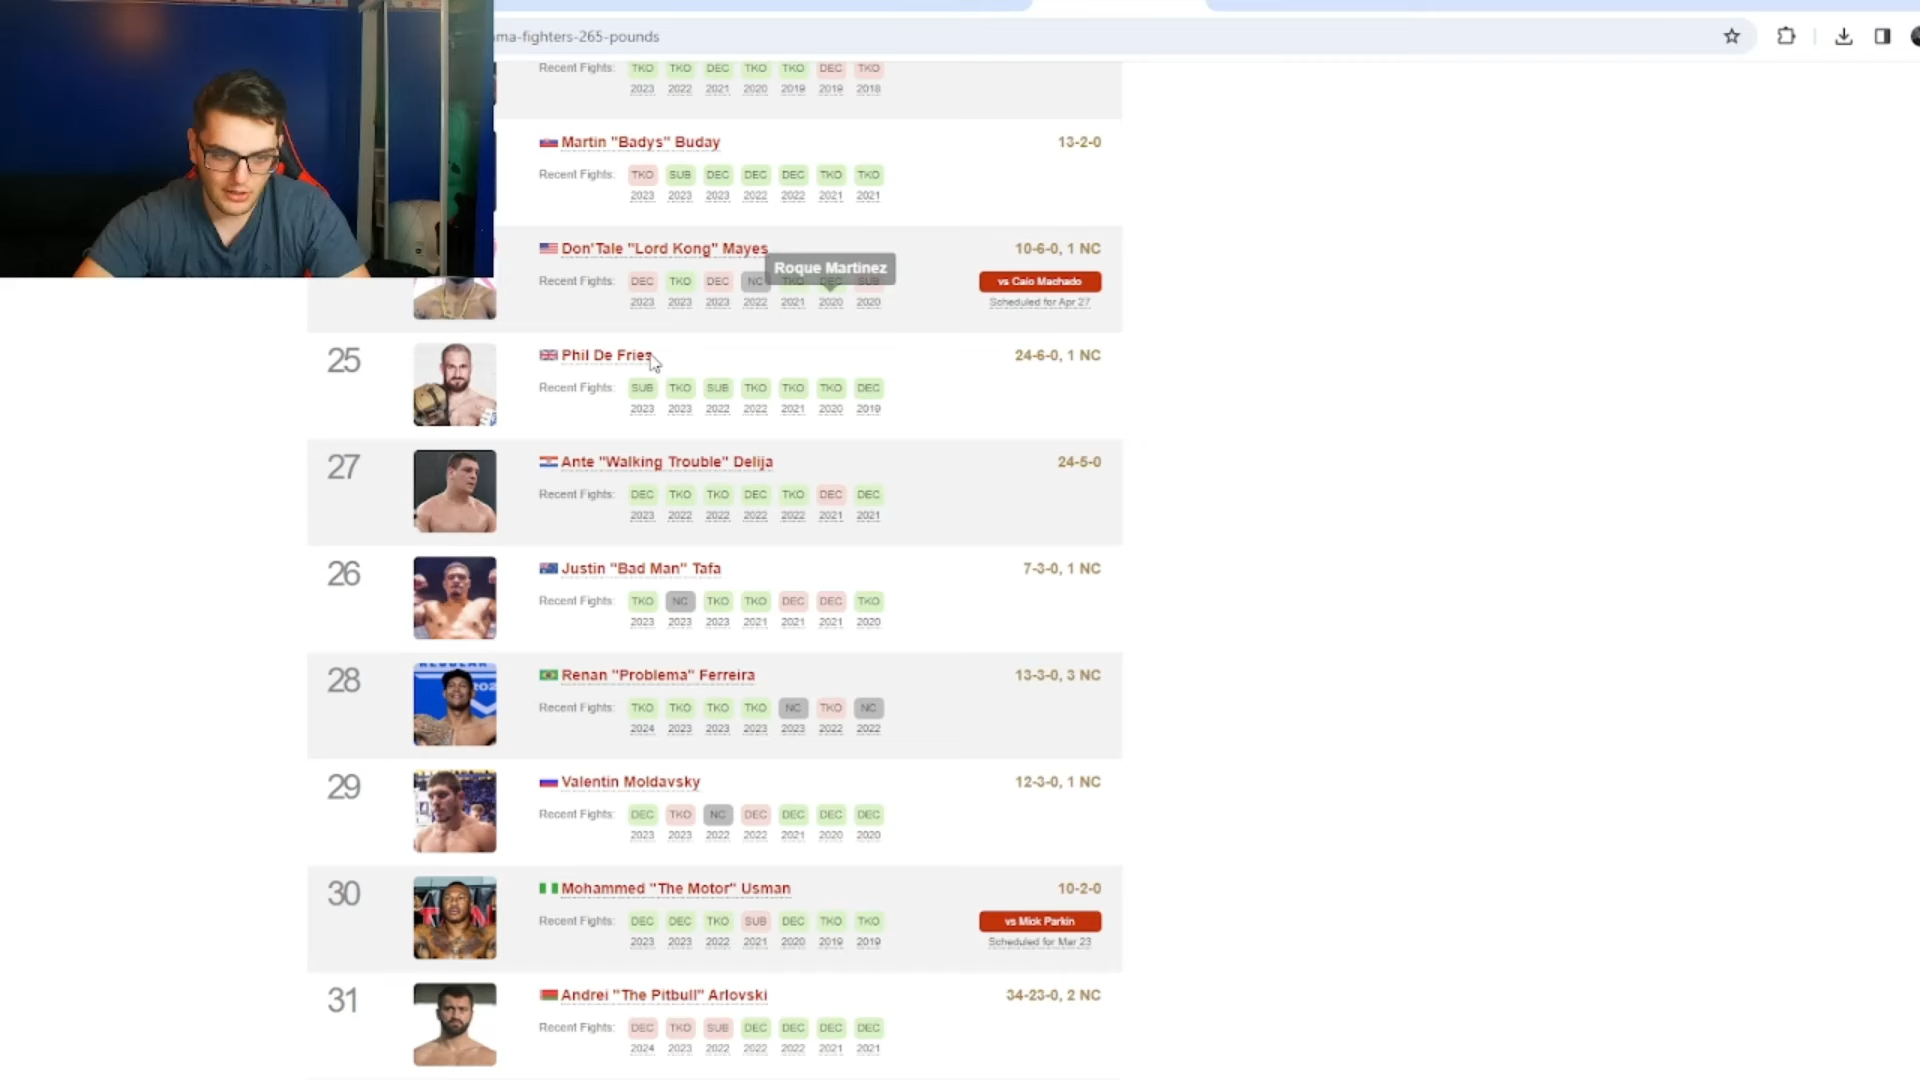 ma-fighters-265-pounds
Recent Fights: TKO TKO DEC TKO TKO DEC TKO
2023 2022 2021 2020 2019 2019 2018
Martin "Badys" Buday 13-2-0
Recent Fights: TKO SUB DEC DEC DEC TKO TKO
2023 2023 2023 2022 2022 2021 2021
Don'Tale "Lord Kong" Mayes 10-6-0, 1 NC
Roque Martinez
Recent Fights: DEC TKO DEC NC TKO DEC SUB vs Caio Machado
2023 2023 2023 2022 2021 2020 2020 Scheduled for Apr 27
25 Phil De Fries 24-6-0, 1 NC
Recent Fights: SUB TKO SUB TKO TKO TKO DEC
2023 2023 2022 2022 2021 2020 2019
27 Ante "Walking Trouble" Delija 24-5-0
Recent Fights: DEC TKO TKO DEC TKO DEC DEC
2023 2022 2022 2022 2022 2021 2021
26 Justin "Bad Man" Tafa 7-3-0, 1 NC
Recent Fights: TKO NC TKO TKO DEC DEC TKO
2023 2023 2023 2021 2021 2021 2020
28 Renan "Problema" Ferreira 13-3-0, 3 NC
Recent Fights: TKO TKO TKO TKO NC TKO NC
2024 2023 2023 2023 2023 2022 2022
29 Valentin Moldavsky 12-3-0, 1 NC
Recent Fights: DEC TKO NC DEC DEC DEC DEC
2023 2023 2022 2022 2021 2020 2020
30 Mohammed "The Motor" Usman 10-2-0
Recent Fights: DEC DEC TKO SUB DEC TKO TKO vs Mick Parkin
2023 2023 2022 2021 2020 2019 2019 Scheduled for Mar 23
31 Andrei "The Pitbull" Arlovski 34-23-0, 2 NC
Recent Fights: DEC TKO SUB DEC DEC DEC DEC
2024 2023 2022 2022 2022 2021 2021